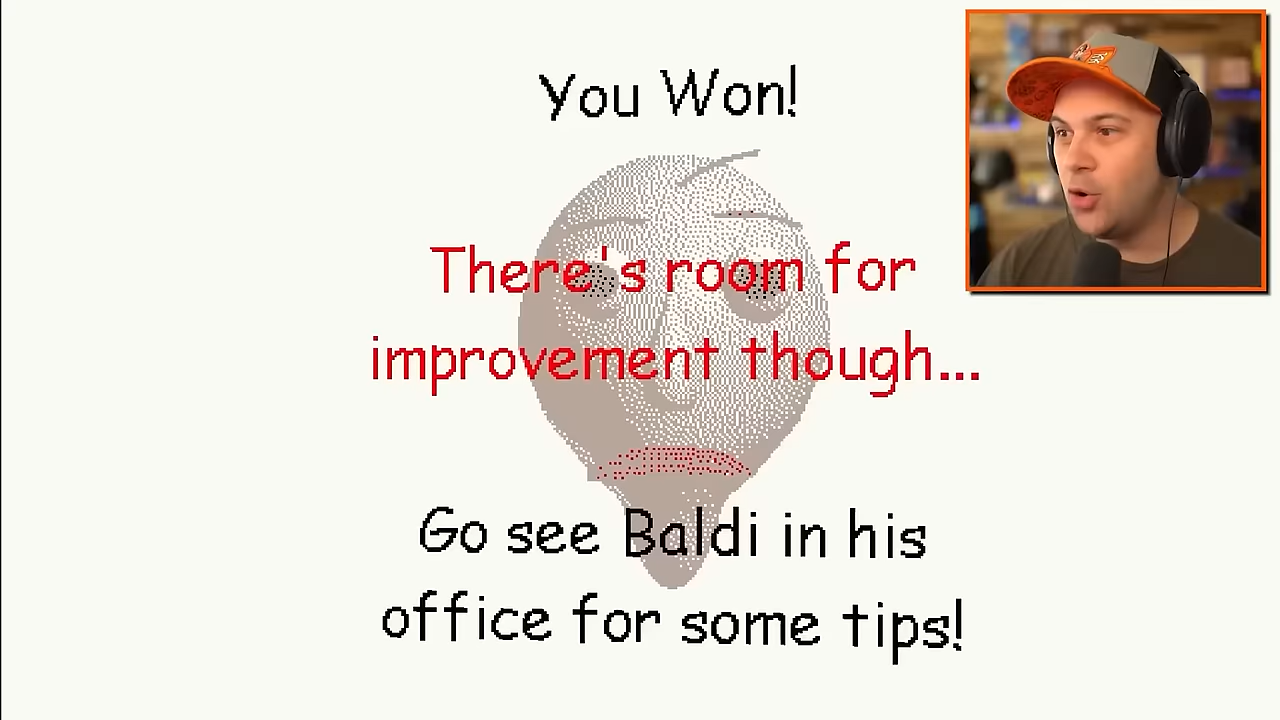 You Won!
There's room for
improvement though...
Go see Baldi in his
office for some tips!